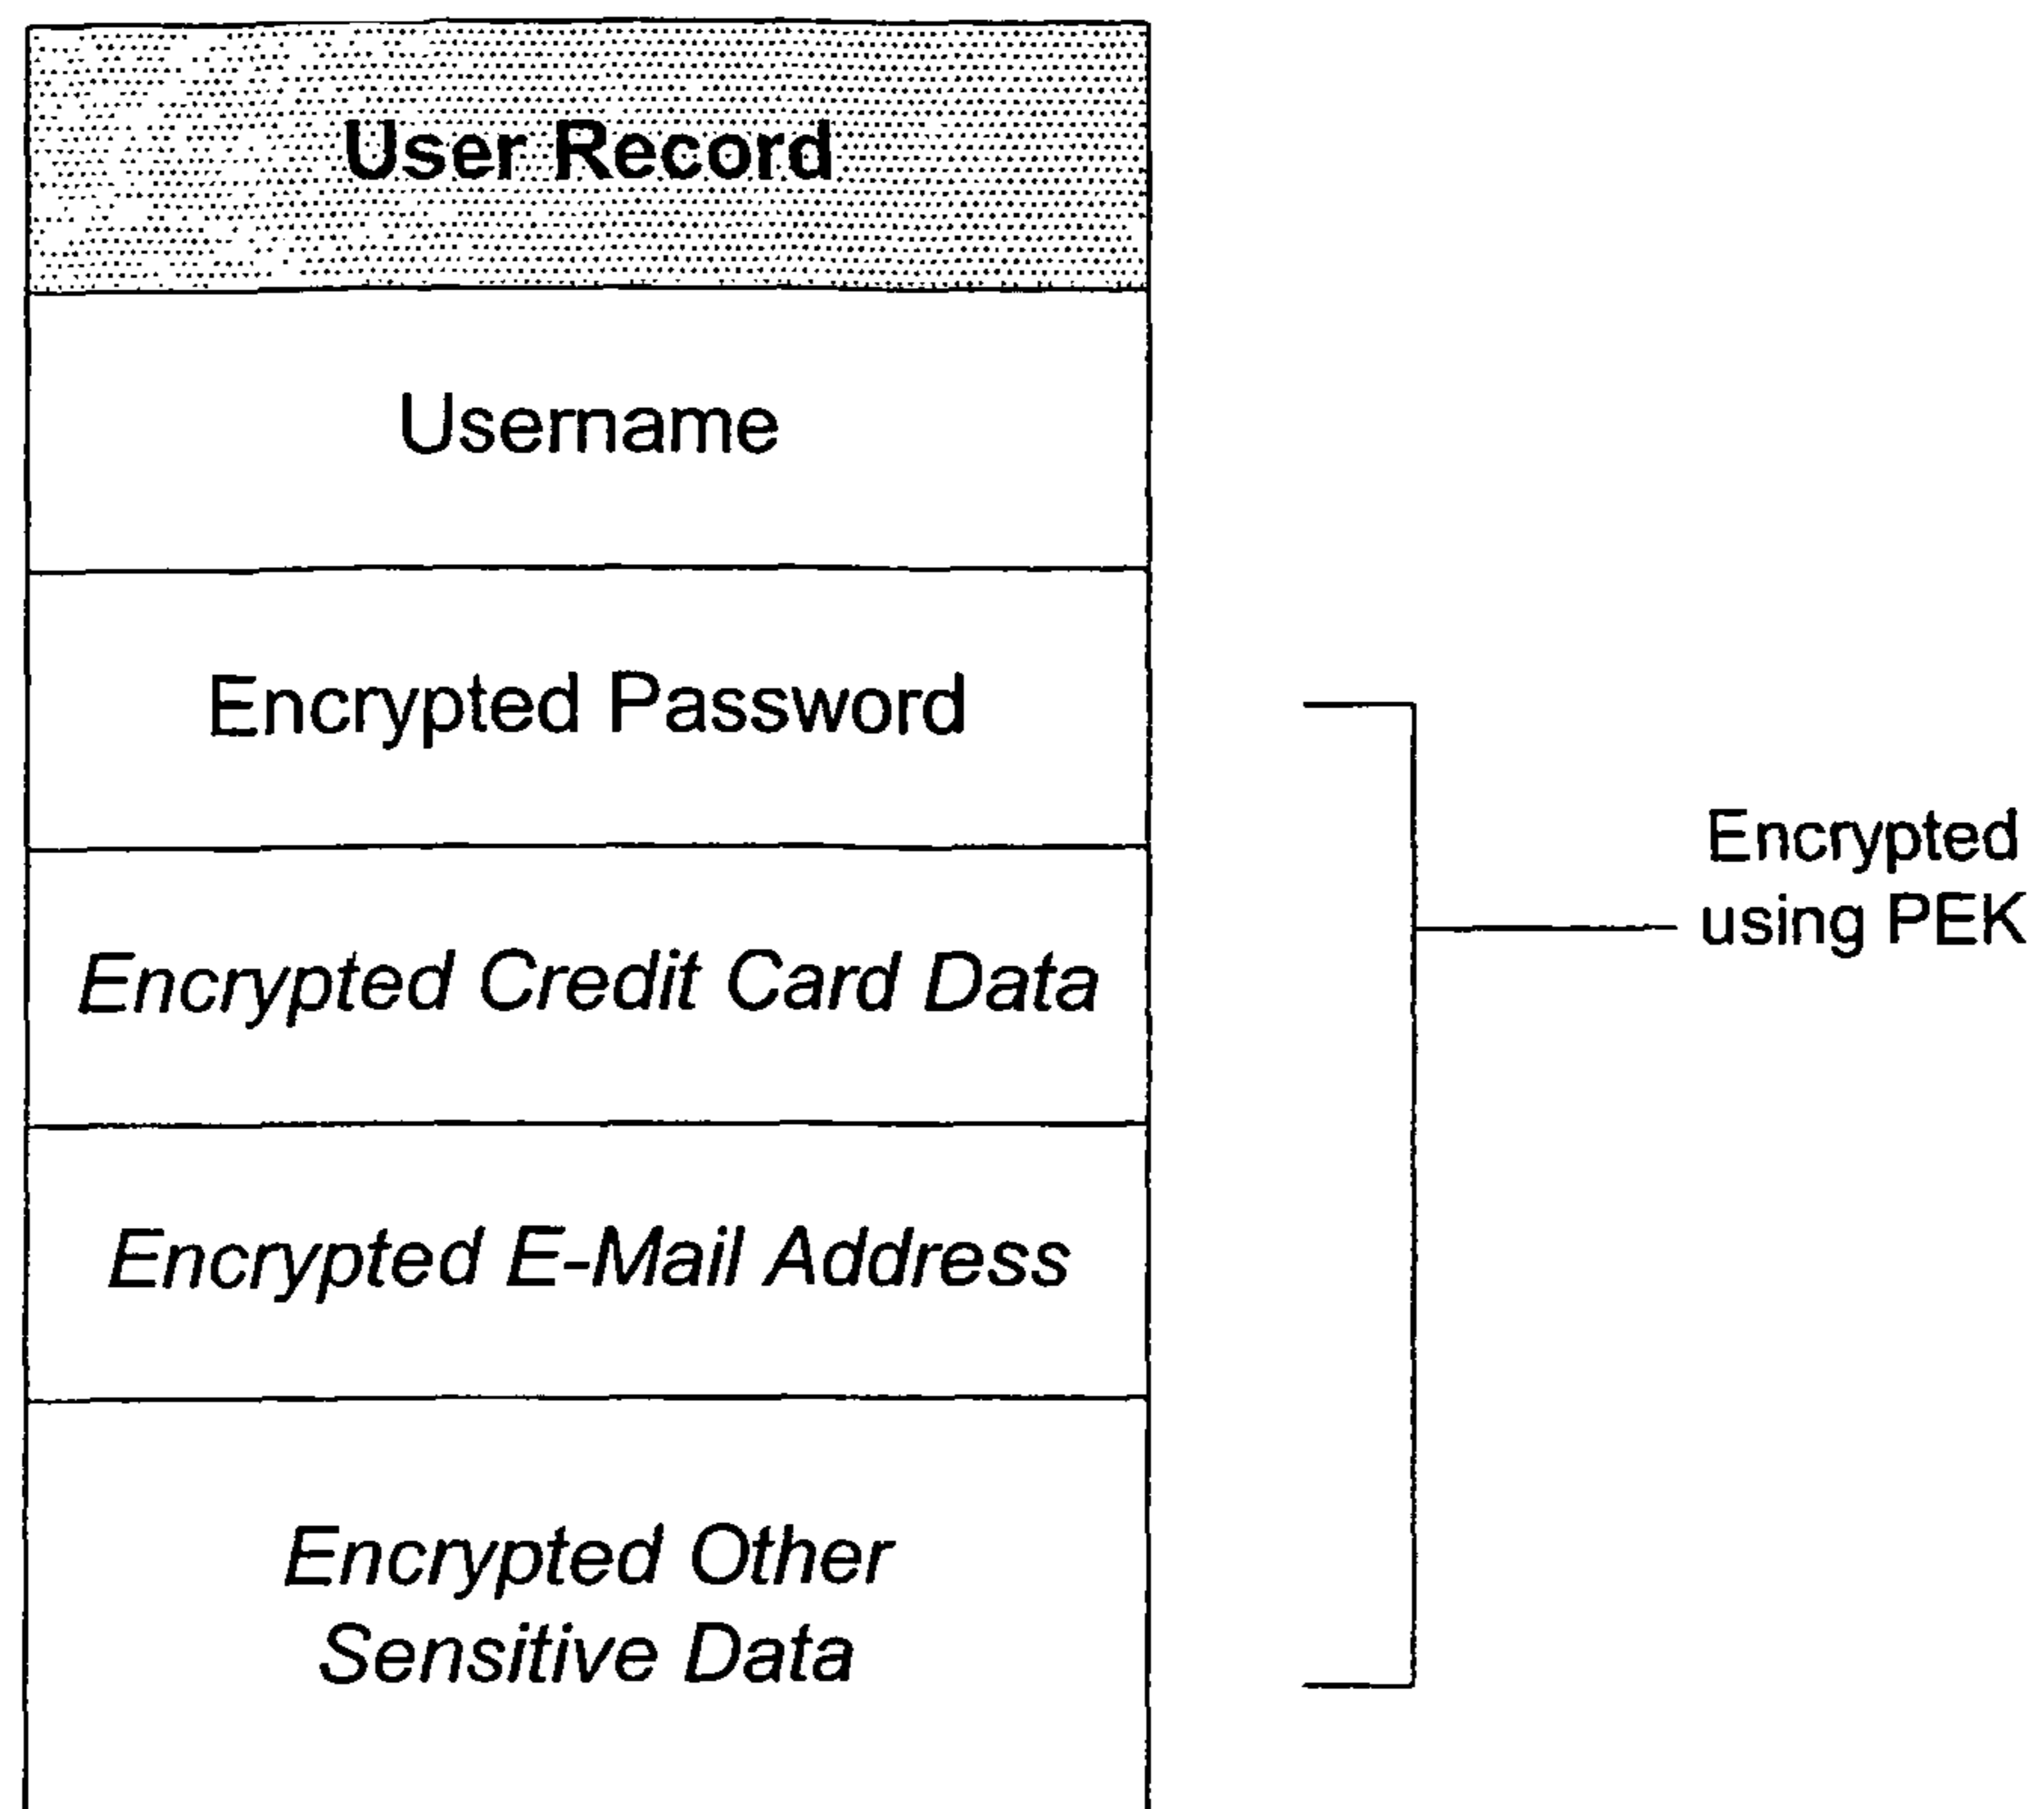 User Record
Username
Encrypted Password
Encrypted
using PEK
Encrypted Credit Card Data
Encrypted E-Mail Address
Encrypted Other
Sensitive Data